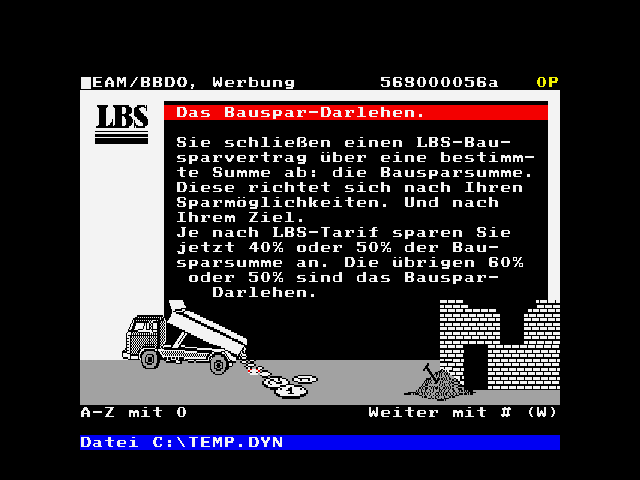 EAM/BBDO, Werbung 569000056a 0P
LBS
Das Bauspar-Darlehen.
Sie schließen einen LBS-Bau-
sparvertrag über eine bestimm-
te Summe ab: die Bausparsumme.
Diese richtet sich nach Ihren
Sparmöglichkeiten. Und nach
Ihrem Ziel.
Je nach LBS-Tarif sparen Sie
jetzt 40% oder 50% der Bau-
sparsumme an. Die übrigen 60%
oder 50% sind das Bauspar-
Darlehen.
1
A-Z mit 0 Weiter mit # (W)
Datei C:\TEMP.DYN